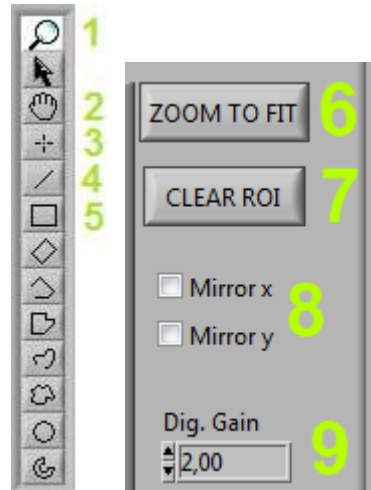 1
2
3
4
5
ZOOM TO FIT 6
CLEAR ROI 7
Mirror x
8
Mirror y
Dig. Gain
2,00 9